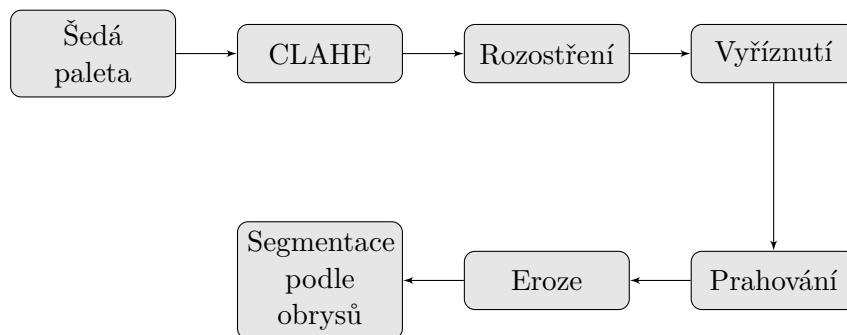 Šedá
paleta
CLAHE
Rozostření
Vyříznutí
Prahování
Eroze
Segmentace
podle
obrysů